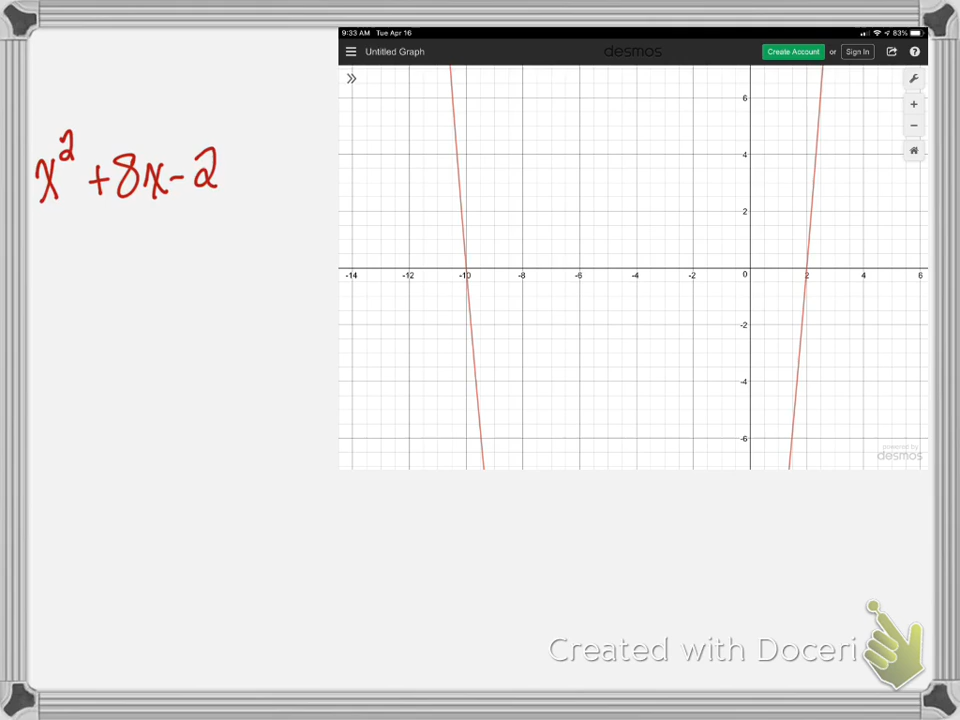 9:33 AM Tue Apr 16 83%
Untitled Graph desmos Create Account or Sign In ?
x² +8x-2
6
4
2
-14 -12 -10 -8 -6 -4 -2 0 2 4 6
-2
-4
-6
powered by
desmos
Created with Doceri